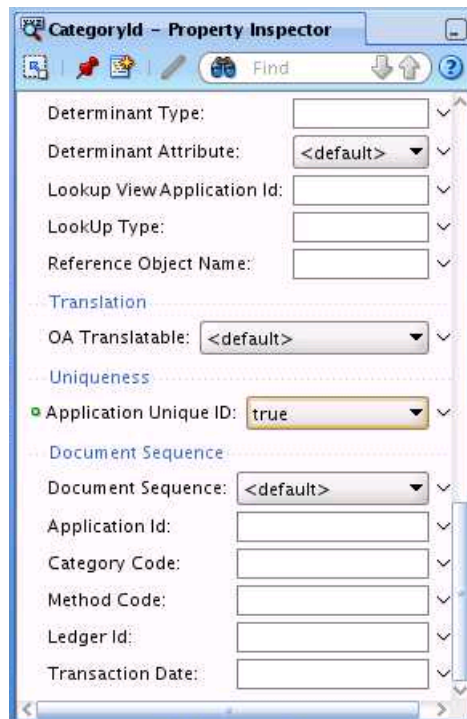 CategoryId - Property Inspector
Find
Determinant Type:
Determinant Attribute: <default>
Lookup View Application Id:
LookUp Type:
Reference Object Name:
Translation
OA Translatable: <default>
Uniqueness
Application Unique ID: true
Document Sequence
Document Sequence: <default>
Application Id:
Category Code:
Method Code:
Ledger Id:
Transaction Date: